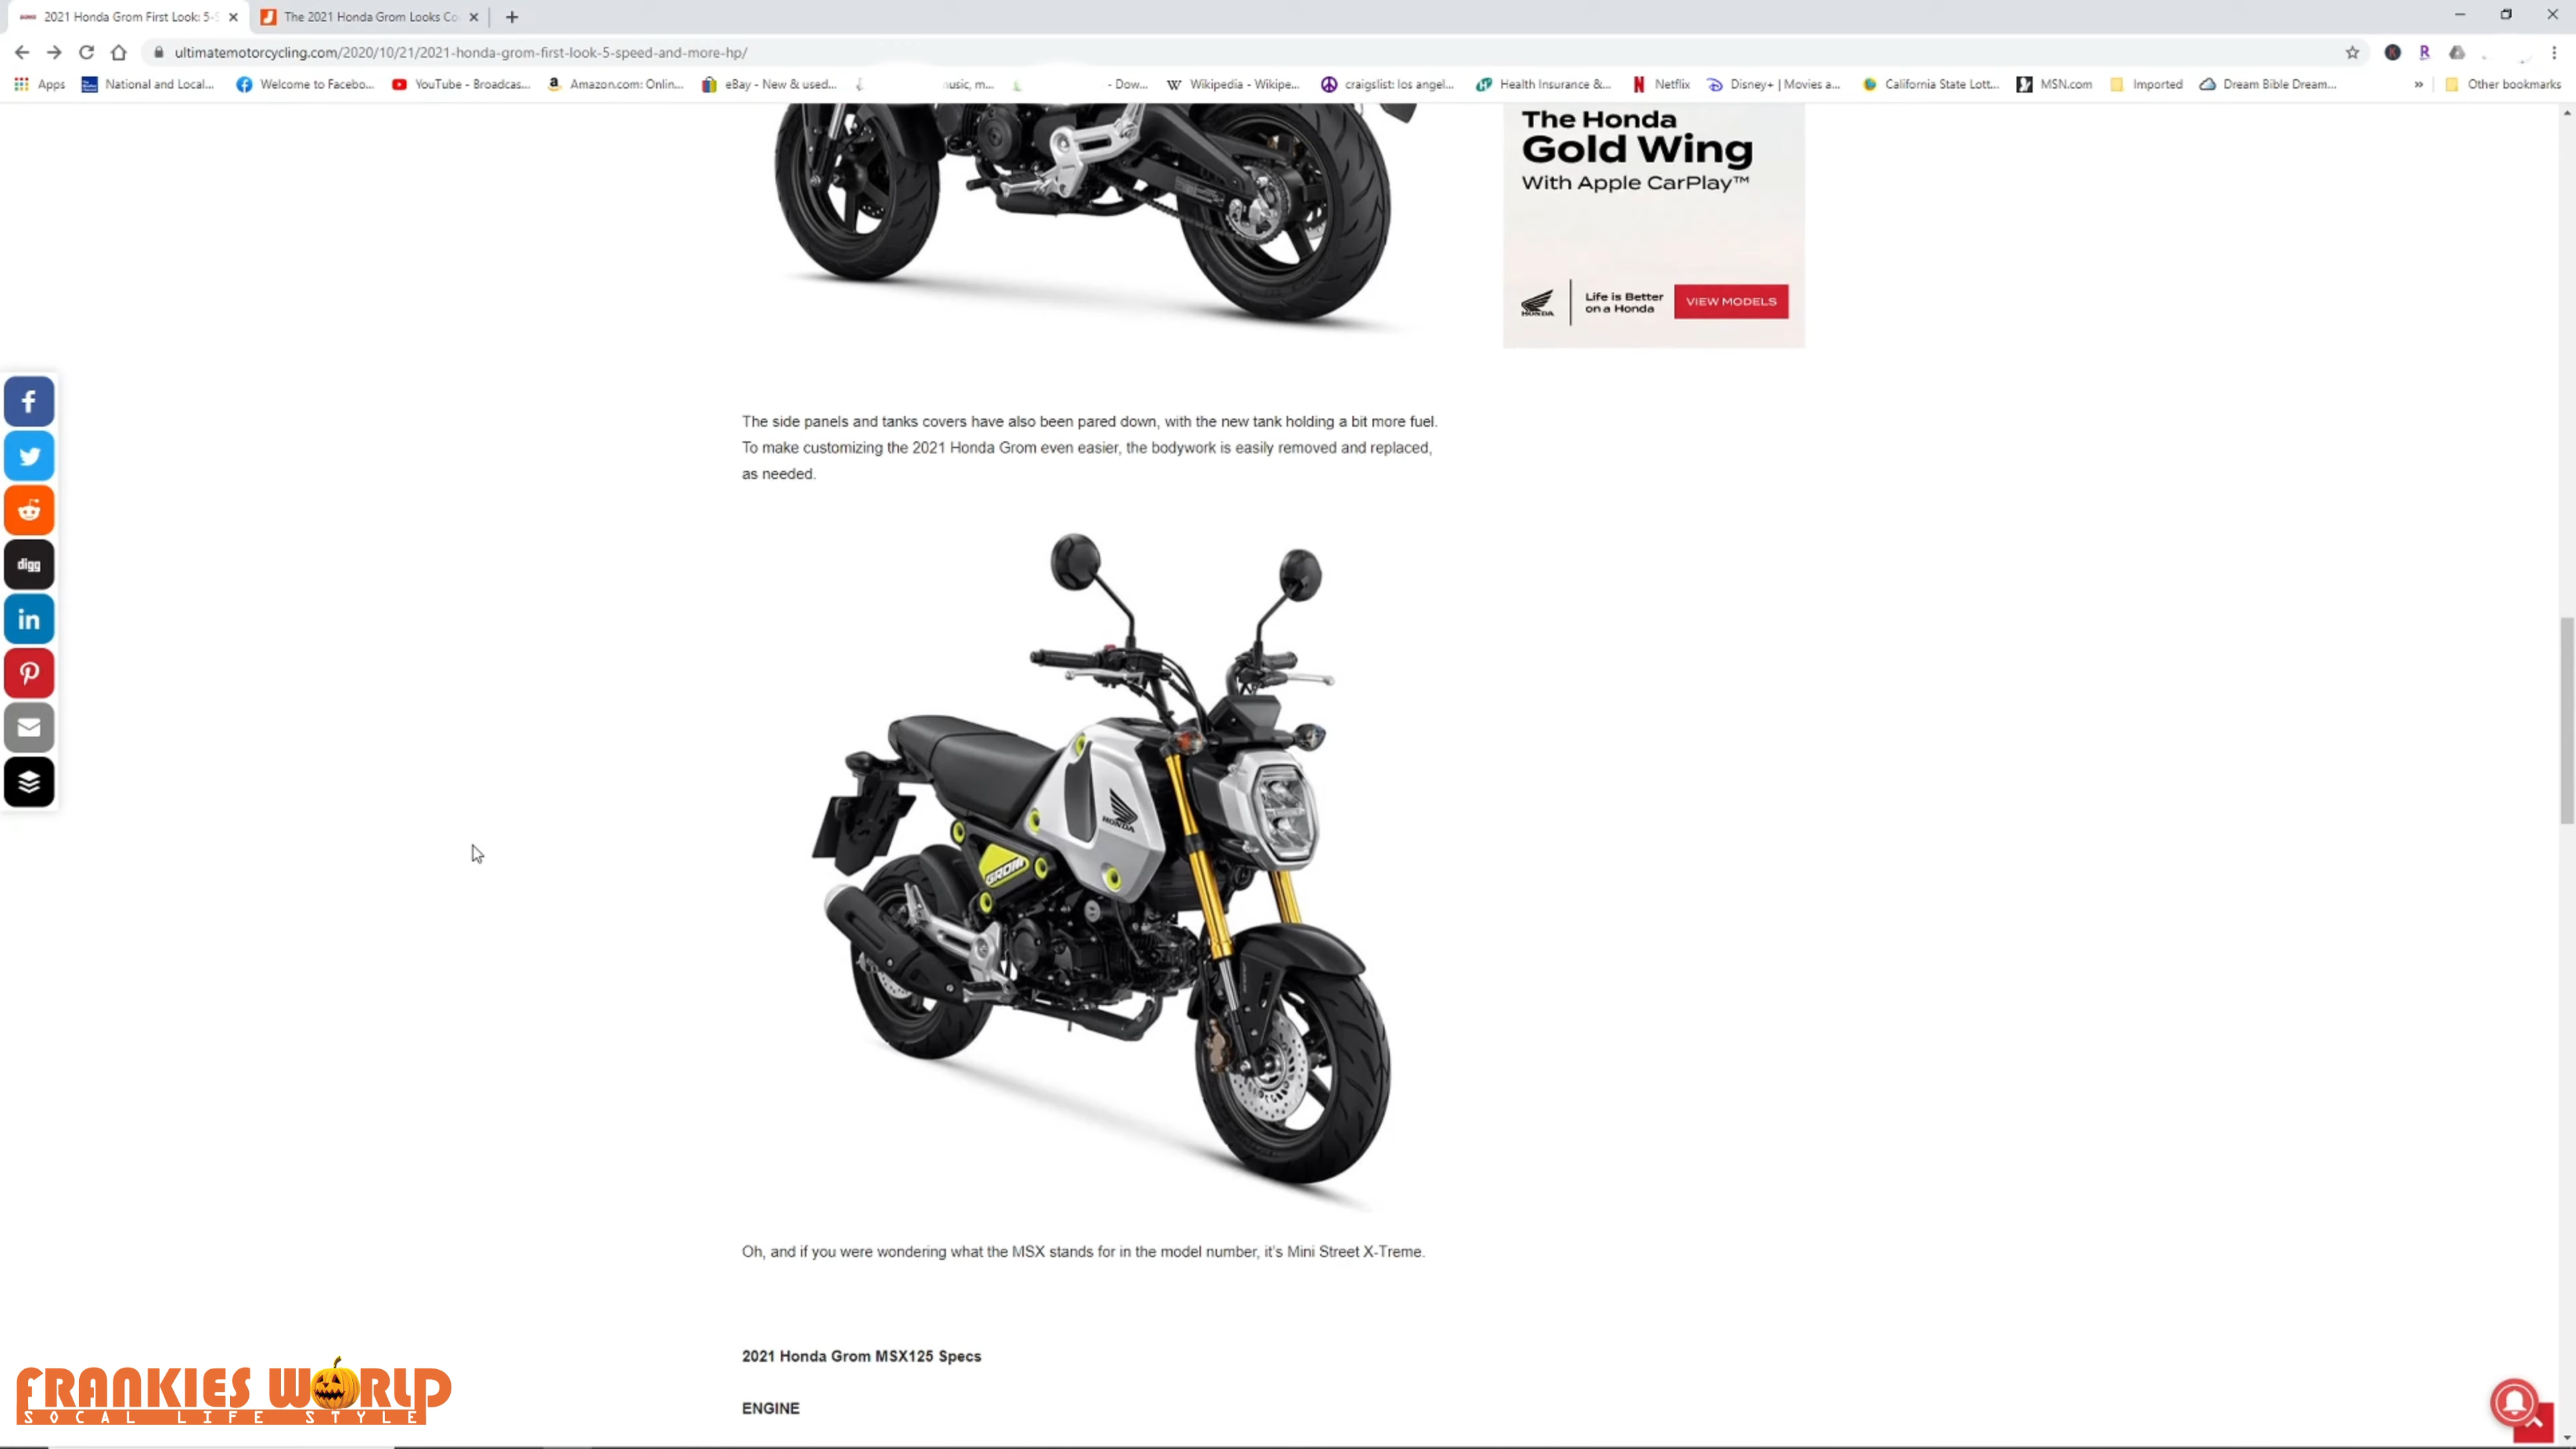 2021 Honda Grom First Look: 5-S
The 2021 Honda Grom Looks Co
ultimatemotorcycling.com/2020/10/21/2021-honda-grom-first-look-5-speed-and-more-hp/
Apps National and Local... Welcome to Facebo... YouTube - Broadcas... Amazon.com: Onlin... eBay - New & used... usic, m... - Dow... Wikipedia - Wikipe... craigslist: los angel... Health Insurance &... Netflix Disney+ | Movies a... California State Lott... MSN.com Imported Dream Bible Dream... » Other bookmarks
The Honda
Gold Wing
With Apple CarPlay™
HONDA
Life is Better
on a Honda
VIEW MODELS
digg
in
The side panels and tanks covers have also been pared down, with the new tank holding a bit more fuel.
To make customizing the 2021 Honda Grom even easier, the bodywork is easily removed and replaced,
as needed.
HONDA
GROM
Oh, and if you were wondering what the MSX stands for in the model number, it's Mini Street X-Treme.
2021 Honda Grom MSX125 Specs
ENGINE
FRANKIES WORLD
SOCAL LIFE STYLE